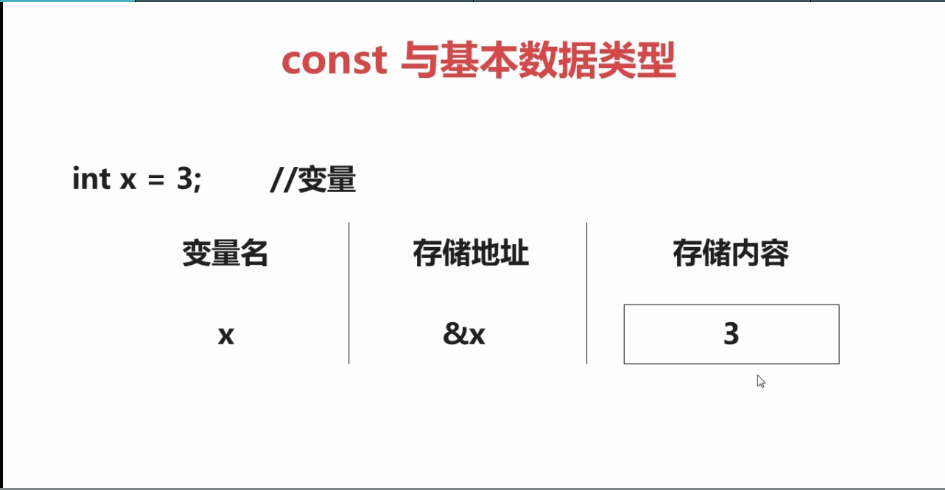 const 与基本数据类型
int x = 3; //变量
变量名 存储地址 存储内容
x &x 3